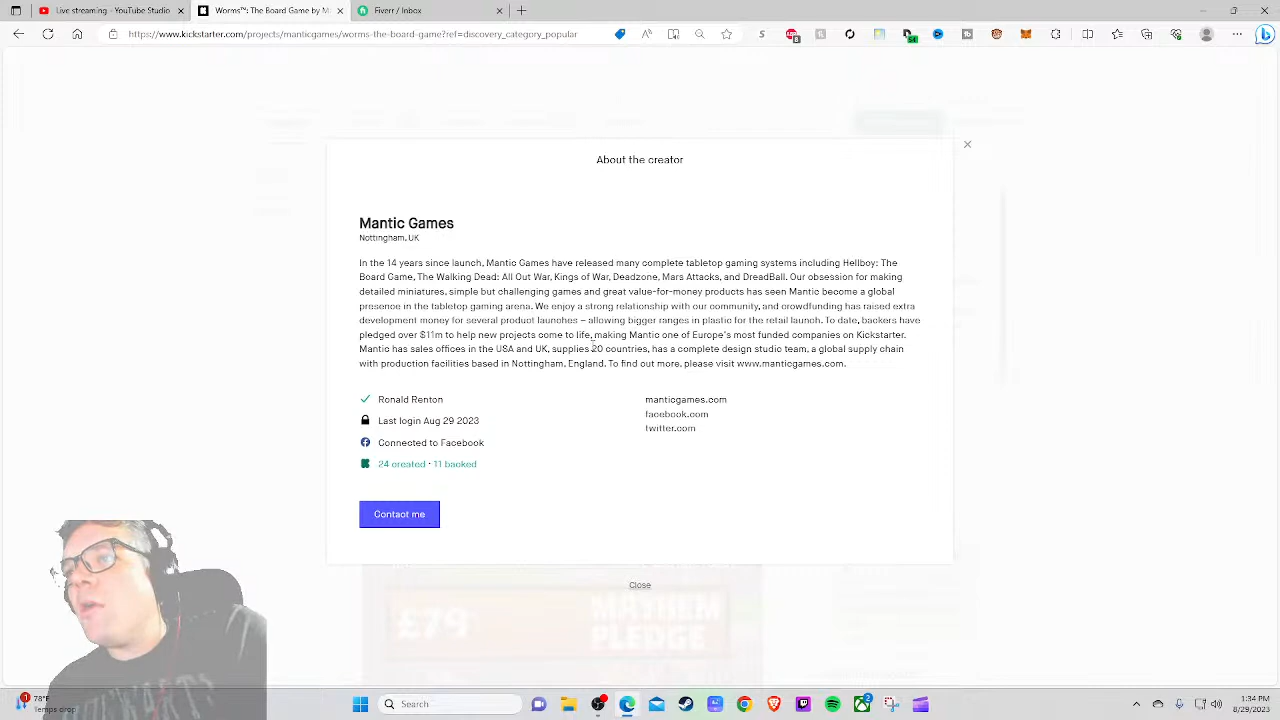 Live streaming - YouTube Studio
Worms™: The Board Game by M
Fiverr / Inbox
https://www.kickstarter.com/projects/manticgames/worms-the-board-game?ref=discovery_category_popular
About the creator
Mantic Games
Nottingham, UK
In the 14 years since launch, Mantic Games have released many complete tabletop gaming systems including Hellboy: The
Board Game, The Walking Dead: All Out War, Kings of War, Deadzone, Mars Attacks, and DreadBall. Our obsession for making
detailed miniatures, simple but challenging games and great value-for-money products has seen Mantic become a global
presence in the tabletop gaming arena. We enjoy a strong relationship with our community, and crowdfunding has raised extra
development money for several product launches – allowing bigger ranges in plastic for the retail launch. To date, backers have
pledged over $11m to help new projects some to life, making Mantic one of Europe's most funded companies on Kickstarter.
Mantic has sales offices in the USA and UK, supplies 20 countries, has a complete design studio team, a global supply chain
with production facilities based in Nottingham, England. To find out more, please visit www.manticgames.com.
Ronald Renton
manticgames.com
Last login Aug 29 2023
facebook.com
twitter.com
Connected to Facebook
24 created · 11 backed
Contact me
Close
£79
MAYHEM
PLEDGE
78°F
Temps drop
Search
1:34 PM
8/29/2023